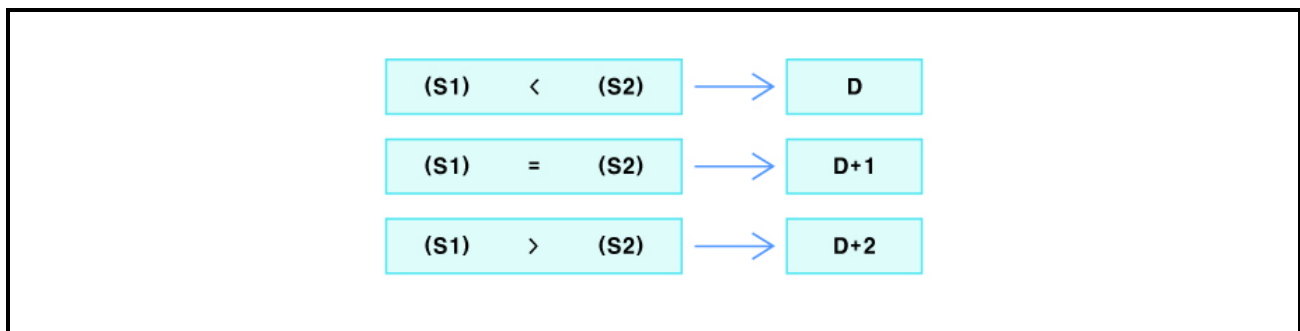 (S1) < (S2) D
(S1) = (S2) D+1
(S1) > (S2) D+2